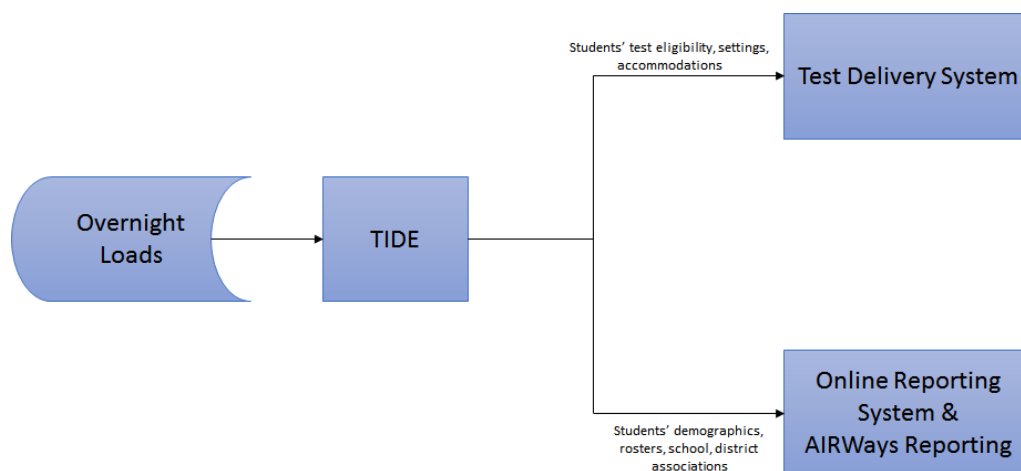 Students' test eligibility, settings,
accommodations
Test Delivery System
Overnight
Loads
TIDE
Online Reporting
System &
AIRWays Reporting
Students' demographics,
rosters, school, district
associations